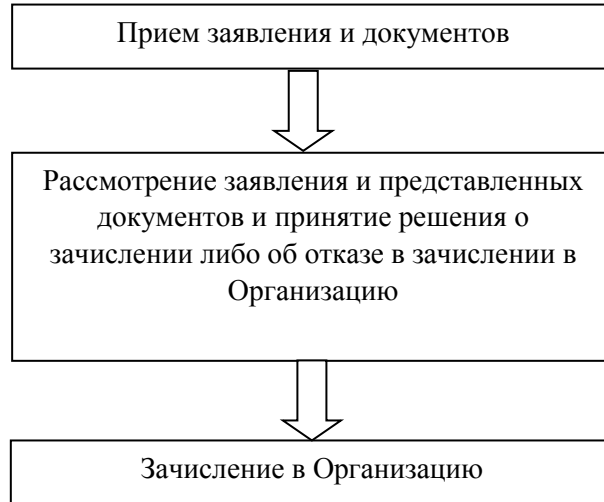 Прием заявления и документов
Рассмотрение заявления и представленных
документов и принятие решения о
зачислении либо об отказе в зачислении в
Организацию
Зачисление в Организацию